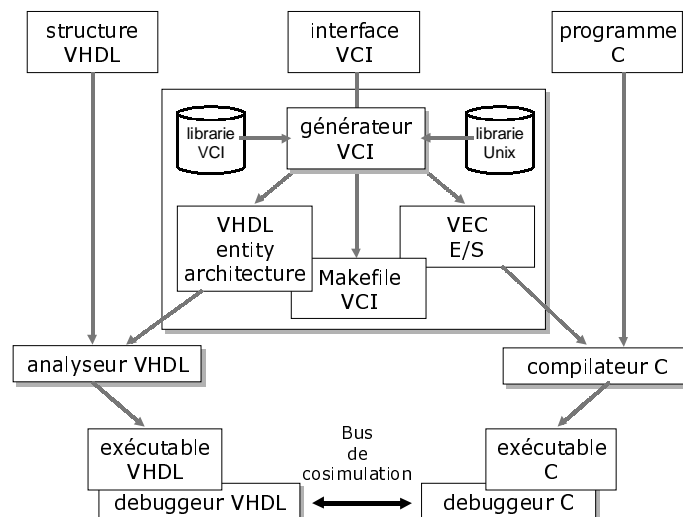 structure
VHDL
interface
VCI
programme
C
librarie
VCI
générateur
VCI
librarie
Unix
VHDL
entity
architecture
Makefile
VCI
VEC
E/S
analyseur VHDL
compilateur C
exécutable
VHDL
debuggeur VHDL
Bus
de
cosimulation
exécutable
C
debuggeur C